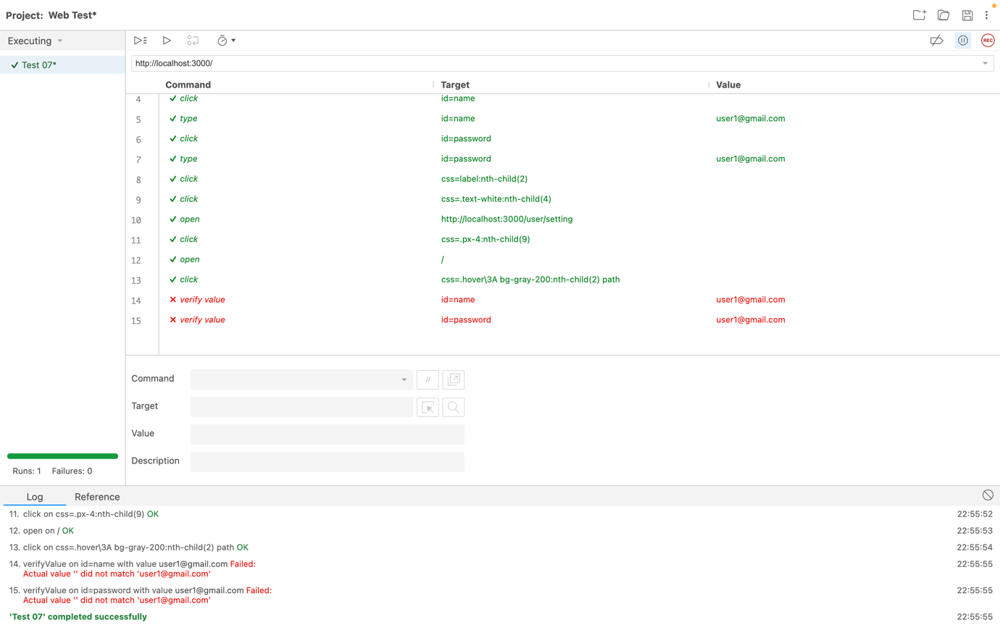 Project: Web Test*
Executing
REC
✓ Test 07*
http://localhost:3000/
Command Target Value
4 ✓ click id=name
5 ✓ type id=name user1@gmail.com
6 ✓ click id=password
7 ✓ type id=password user1@gmail.com
8 ✓ click css=label:nth-child(2)
9 ✓ click css=.text-white:nth-child(4)
10 ✓ open http://localhost:3000/user/setting
11 ✓ click css=.px-4:nth-child(9)
12 ✓ open /
13 ✓ click css=.hover\3A bg-gray-200:nth-child(2) path
14 ✕ verify value id=name user1@gmail.com
15 ✕ verify value id=password user1@gmail.com
Command //
Target
Value
Description
Runs: 1 Failures: 0
Log Reference
11. click on css=.px-4:nth-child(9) OK 22:55:52
12. open on / OK 22:55:53
13. click on css=.hover\3A bg-gray-200:nth-child(2) path OK 22:55:54
14. verifyValue on id=name with value user1@gmail.com Failed: 22:55:55
Actual value '' did not match 'user1@gmail.com'
15. verifyValue on id=password with value user1@gmail.com Failed: 22:55:55
Actual value '' did not match 'user1@gmail.com'
'Test 07' completed successfully 22:55:55